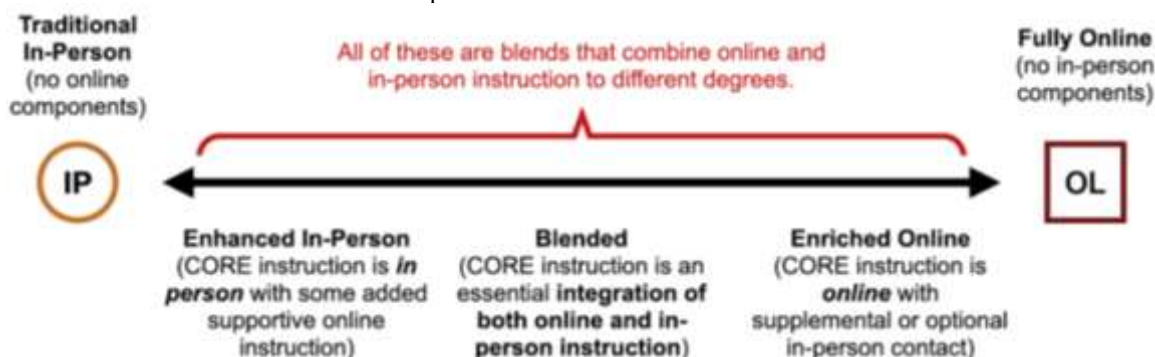 Traditional
In-Person
(no online
components)
IP
All of these are blends that combine online and
in-person instruction to different degrees.
Fully Online
(no in-person
components)
OL
Enhanced In-Person
(CORE instruction is in
person with some added
supportive online
instruction)
Blended
(CORE instruction is an
essential integration of
both online and in-
person instruction)
Enriched Online
(CORE instruction is
online with
supplemental or optional
in-person contact)